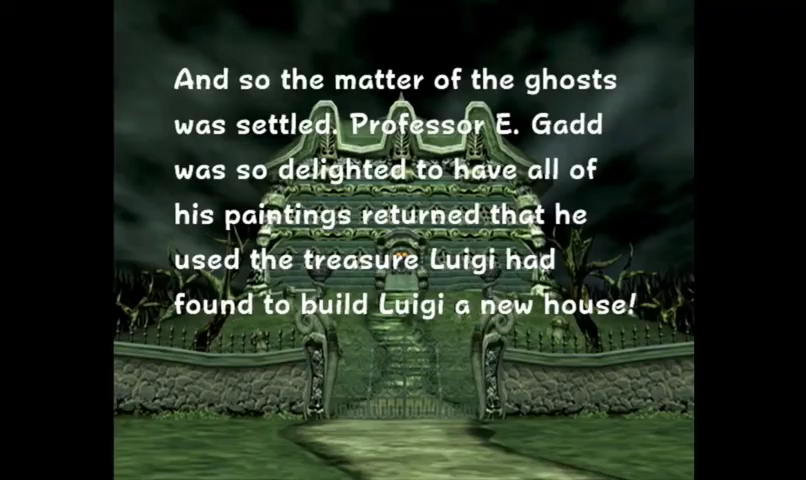 And so the matter of the ghosts
was settled. Professor E. Gadd
was so delighted to have all of
his paintings returned that he
used the treasure Luigi had
found to build Luigi a new house!